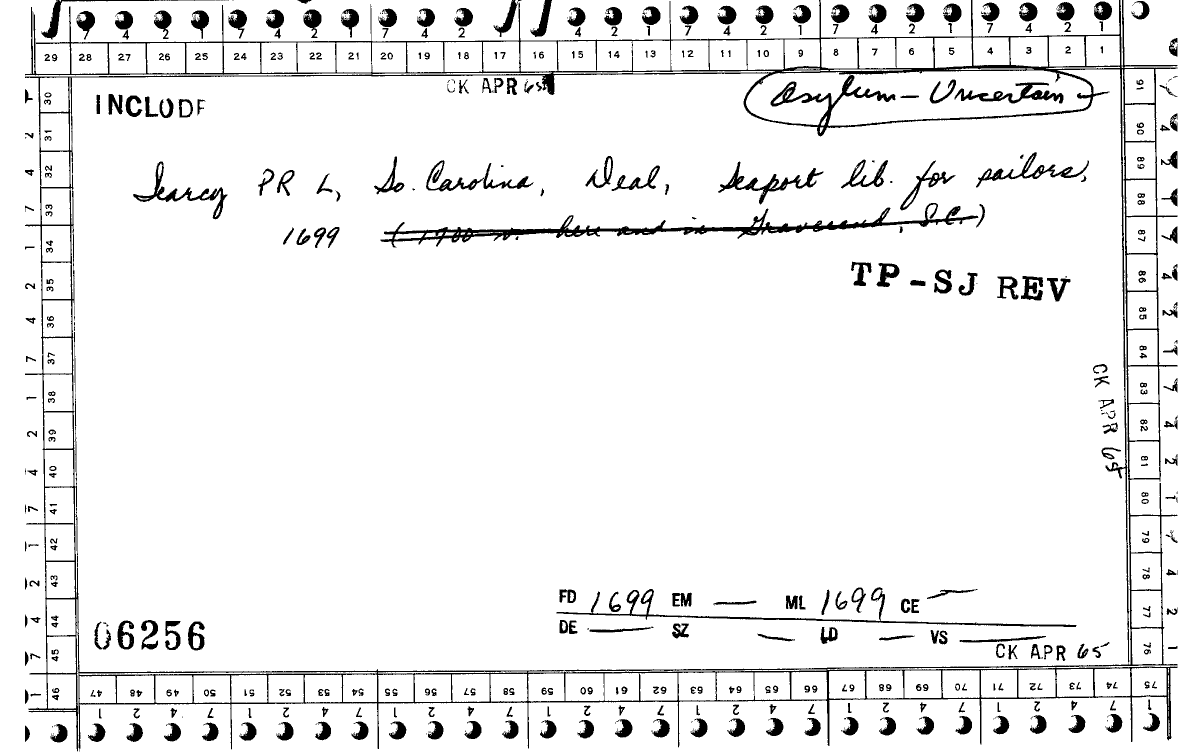 7 4 2 1 7 4 2 1 7 4 2 4 2 1 7 4 2 1 7 4 2 1 7 4 2 1
29 28 27 26 25 24 23 22 21 20 19 18 17 16 15 14 13 12 11 10 9 8 7 6 5 4 3 2 1
CK APR 65
INCLUDE
Asylum – Uncertain –
Searcy PR L, So. Carolina, Deal, Seaport lib. for sailors,
1699 (1900 v. here and in Gravesend, S.C.)
TP-SJ REV
CK APR 65
FD 1699 EM — ML 1699 CE —
DE — SZ — LD — VS —
06256
CK APR 65
30 31 32 33 34 35 36 37 38 39 40 41 42 43 44 45 46
91 90 89 88 87 86 85 84 83 82 81 80 79 78 77 76 75
47 48 49 50 51 52 53 54 55 56 57 58 59 60 61 62 63 64 65 66 67 68 69 70 71 72 73 74
1 2 4 7 1 2 4 7 1 2 4 7 1 2 4 7 1 2 4 7 1 2 4 7 1 2 4 7 1